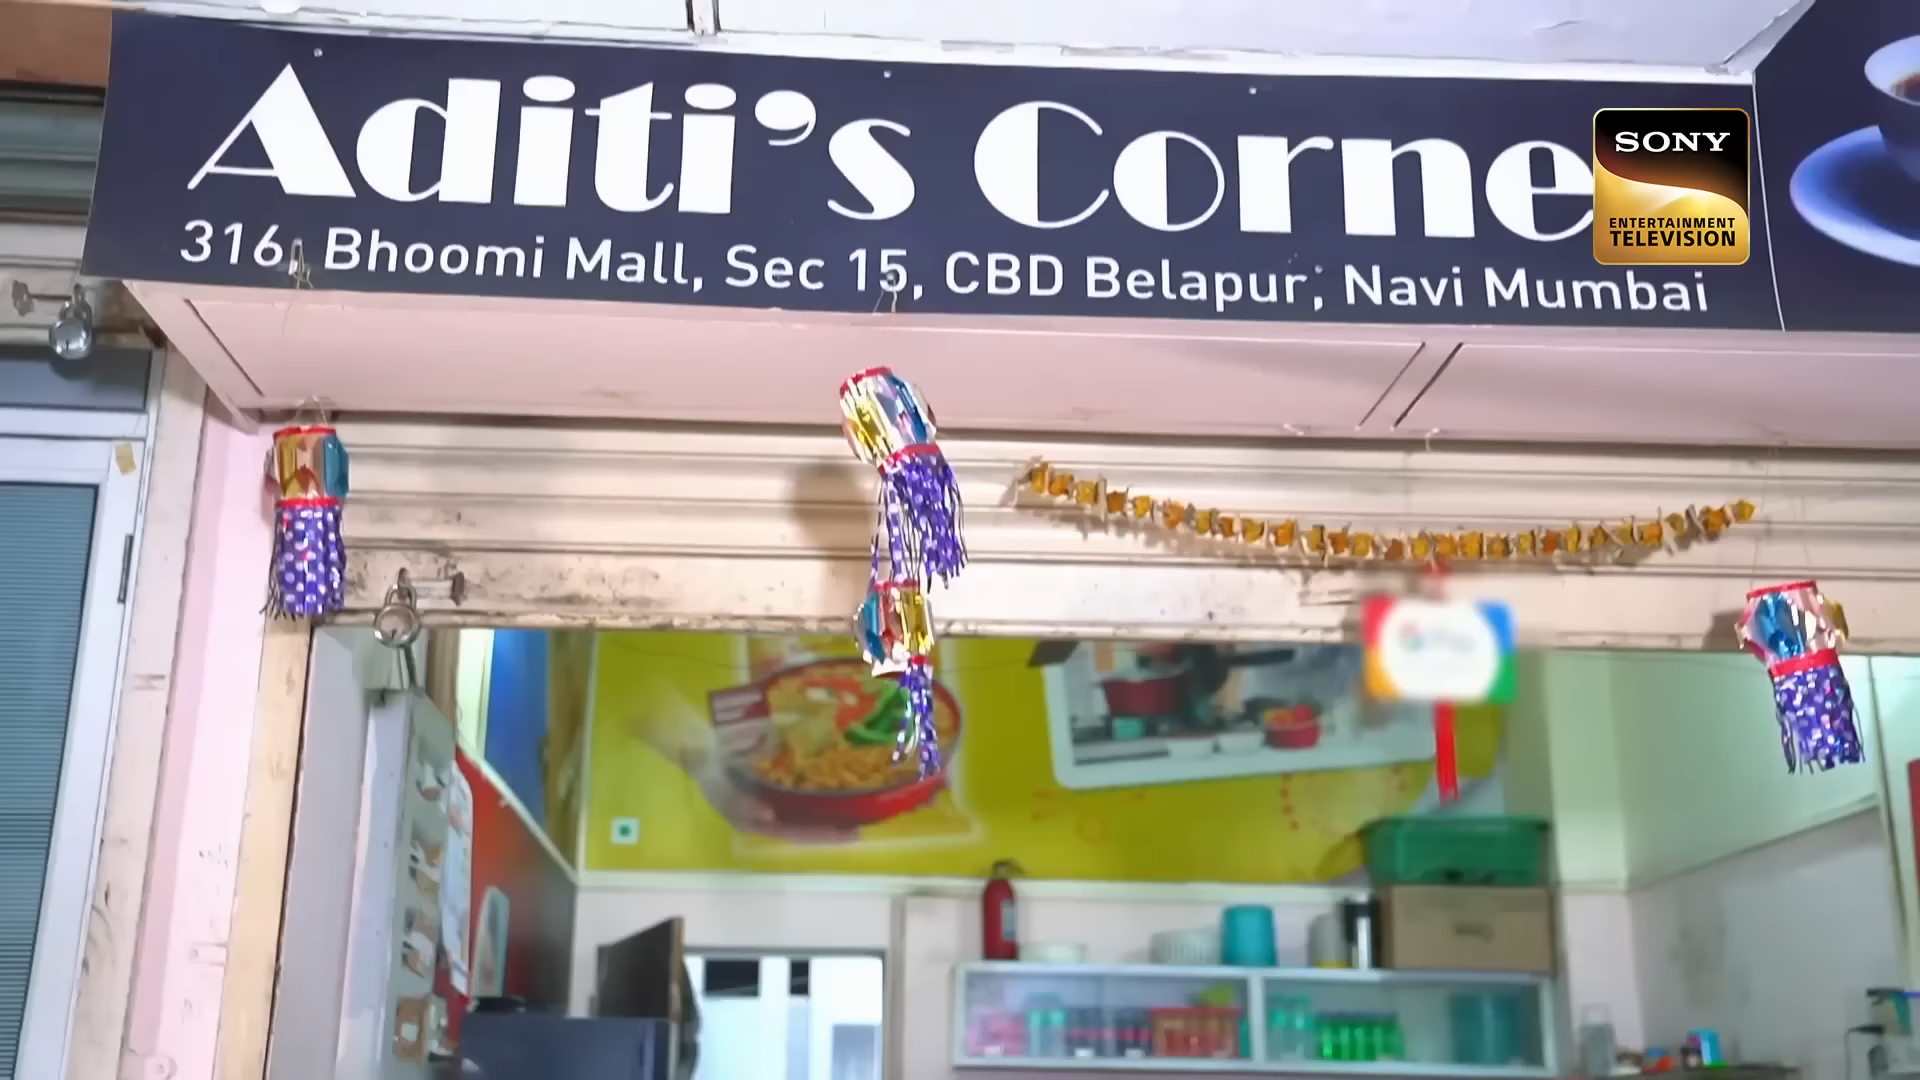 Aditi's Corne
316, Bhoomi Mall, Sec 15, CBD Belapur, Navi Mumbai
SONY
ENTERTAINMENT
TELEVISION